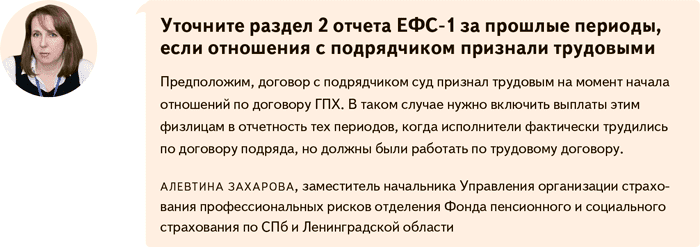 Уточните раздел 2 отчета ЕФС-1 за прошлые периоды,
если отношения с подрядчиком признали трудовыми
Предположим, договор с подрядчиком суд признал трудовым на момент начала
отношений по договору ГПХ. В таком случае нужно включить выплаты этим
физлицам в отчетность тех периодов, когда исполнители фактически трудились
по договору подряда, но должны были работать по трудовому договору.
АЛЕВТИНА ЗАХАРОВА, заместитель начальника Управления организации страхо-
вания профессиональных рисков отделения Фонда пенсионного и социального
страхования по СПб и Ленинградской области